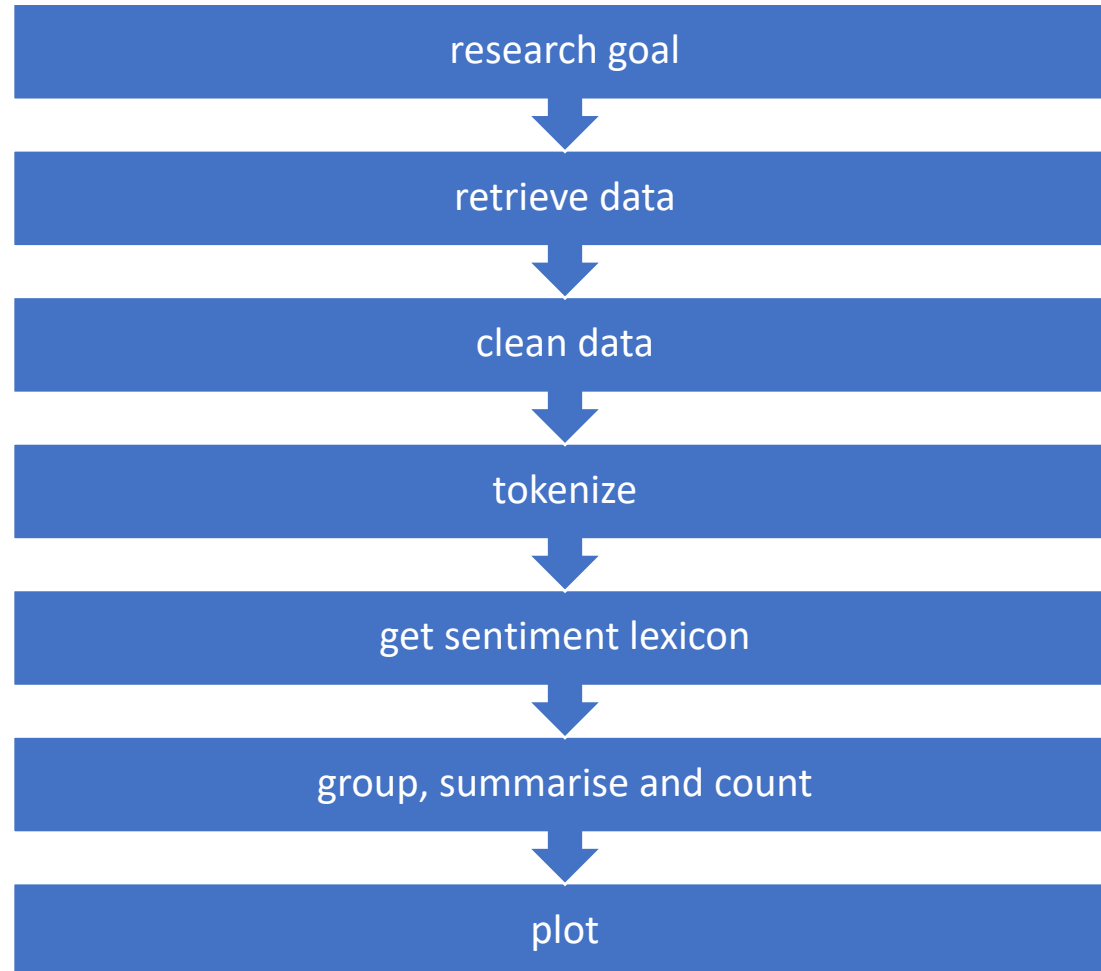 research goal
retrieve data
clean data
tokenize
get sentiment lexicon
group, summarise and count
plot